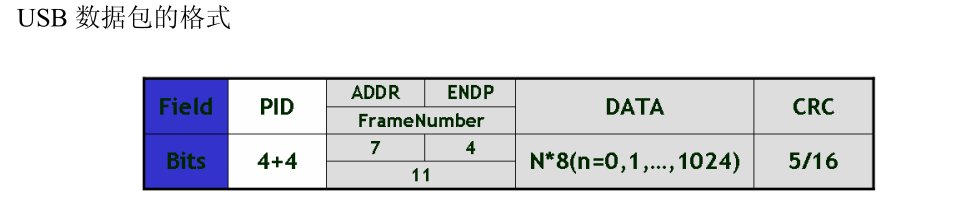 USB 数据包的格式
Field PID ADDR ENDP DATA CRC
FrameNumber
Bits 4+4 7 4 N*8(n=0,1,...,1024) 5/16
11